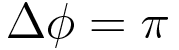 Δϕ = π